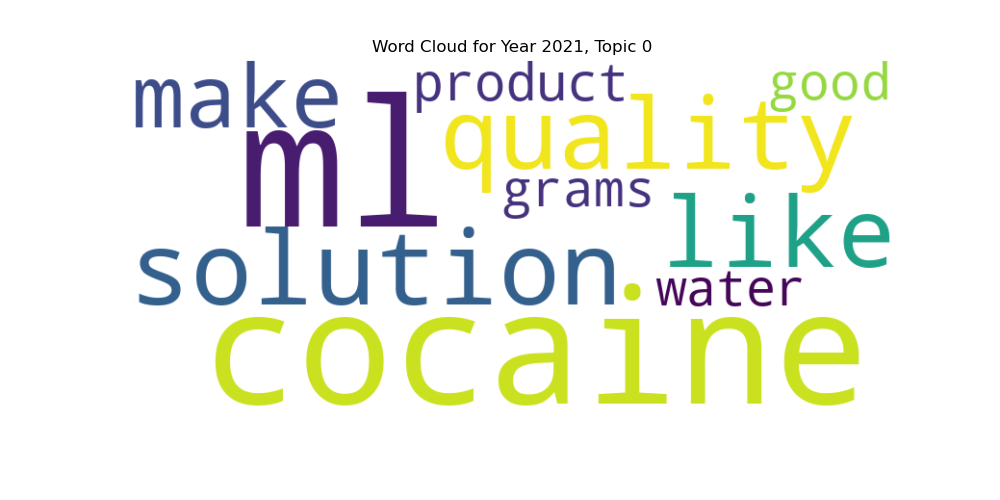 Word Cloud for Year 2021, Topic 0
make
product
good
ml
quality
grams
like
solution
water
cocaine